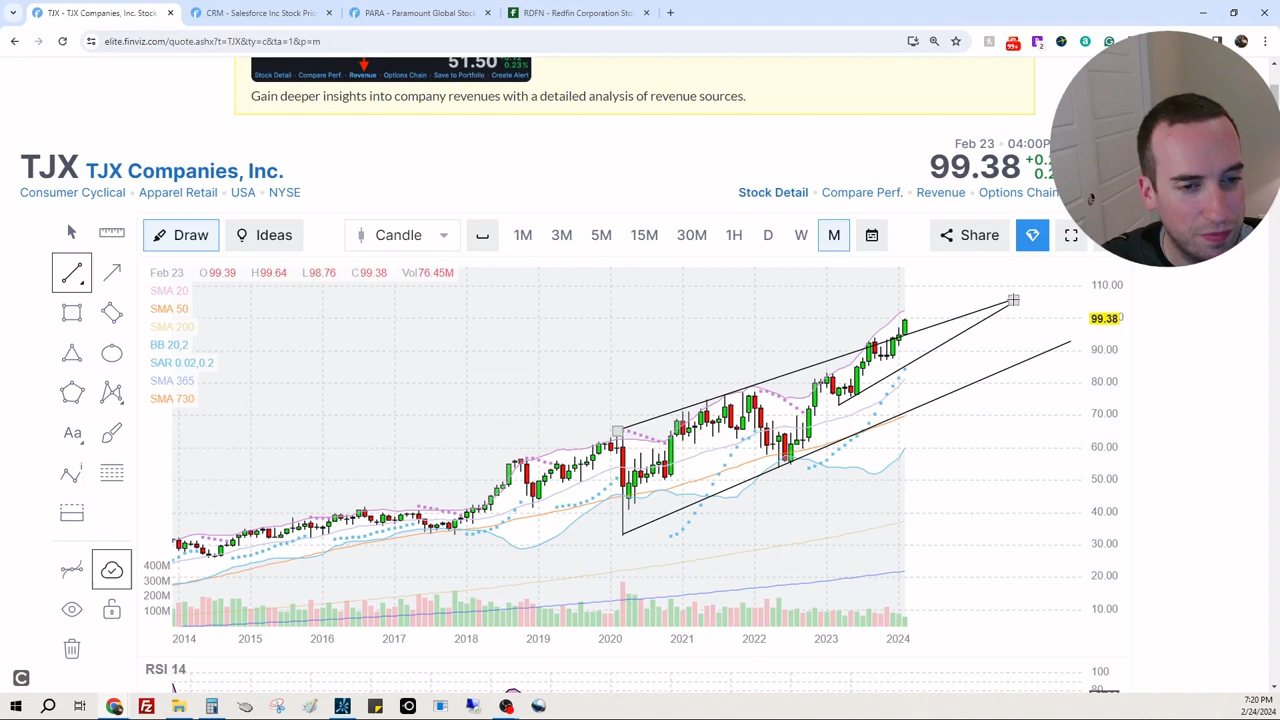 TJX - TJX Companies, Inc. Stock
CRM - Salesforce Inc Stock Pric
PARA - Paramount Global Stock
RDFN - Redfin Corporation Stoc
elite.finviz.com/quote.ashx?t=TJX&ty=c&ta=1&p=m
99+
2
51.50
0.23%
Stock Detail • Compare Perf. • Revenue • Options Chain • Save to Portfolio • Create Alert
Gain deeper insights into company revenues with a detailed analysis of revenue sources.
Feb 23 • 04:00P
TJX TJX Companies, Inc.
99.38
Consumer Cyclical • Apparel Retail • USA • NYSE
Stock Detail • Compare Perf. • Revenue • Options Chain
Draw
Ideas
Candle
1M 3M 5M 15M 30M 1H D W M
Share
Feb 23 O 99.39 H 99.64 L 98.76 C 99.38 Vol 76.45M
SMA 20
SMA 50
SMA 200
BB 20,2
SAR 0.02,0.2
SMA 365
SMA 730
110.00
99.38
90.00
80.00
70.00
60.00
50.00
40.00
30.00
20.00
10.00
400M
300M
200M
100M
Aa
2014 2015 2016 2017 2018 2019 2020 2021 2022 2023 2024
RSI 14
100
7:20 PM
2/24/2024